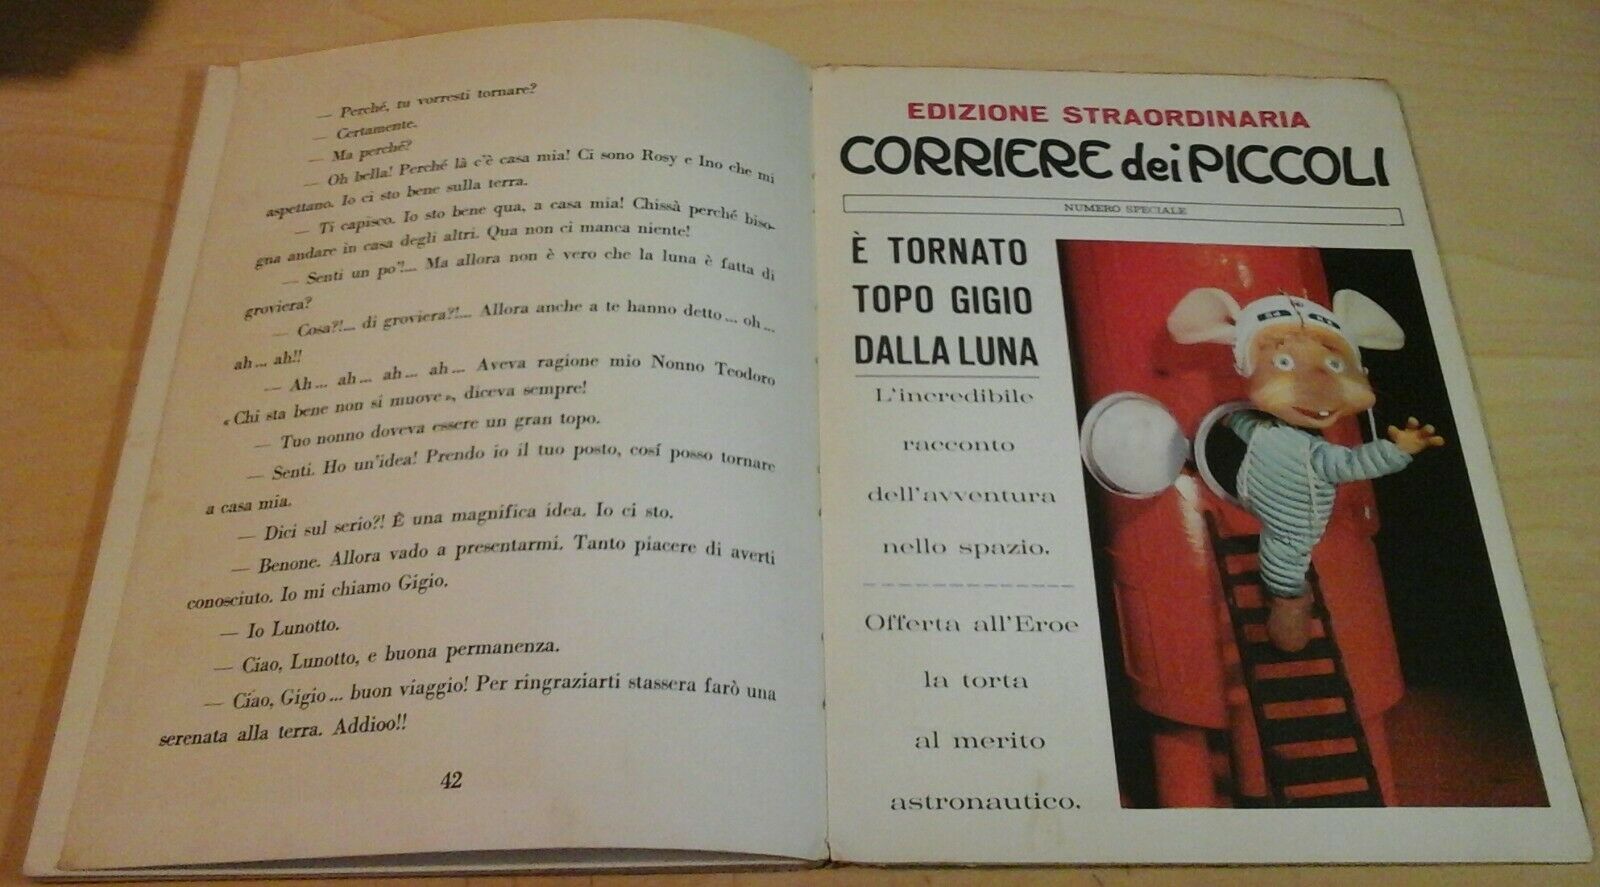 — Perché, tu vorresti tornare?
— Certamente.
— Ma perché?
— Oh bella! Perché là c'è casa mia! Ci sono Rosy e Ino che mi
aspettano. Io ci sto bene sulla terra.
— Ti capisco. Io sto bene qua, a casa mia! Chissà perché biso-
gna andare in casa degli altri. Qua non ci manca niente!
— Senti un po'!... Ma allora non è vero che la luna è fatta di
groviera?
— Cosa?!... di groviera?!... Allora anche a te hanno detto ... oh ...
ah ... ah!!
— Ah ... ah ... ah ... ah ... Aveva ragione mio Nonno Teodoro
« Chi sta bene non si muove », diceva sempre!
— Tuo nonno doveva essere un gran topo.
— Senti. Ho un'idea! Prendo io il tuo posto, cosí posso tornare
a casa mia.
— Dici sul serio?! È una magnifica idea. Io ci sto.
— Benone. Allora vado a presentarmi. Tanto piacere di averti
conosciuto. Io mi chiamo Gigio.
— Io Lunotto.
— Ciao, Lunotto, e buona permanenza.
— Ciao, Gigio ... buon viaggio! Per ringraziarti stassera farò una
serenata alla terra. Addioo!!
42
EDIZIONE STRAORDINARIA
CORRIERE dei PICCOLI
NUMERO SPECIALE
È TORNATO
TOPO GIGIO
DALLA LUNA
L'incredibile
racconto
dell'avventura
nello spazio.
Offerta all'Eroe
la torta
al merito
astronautico.